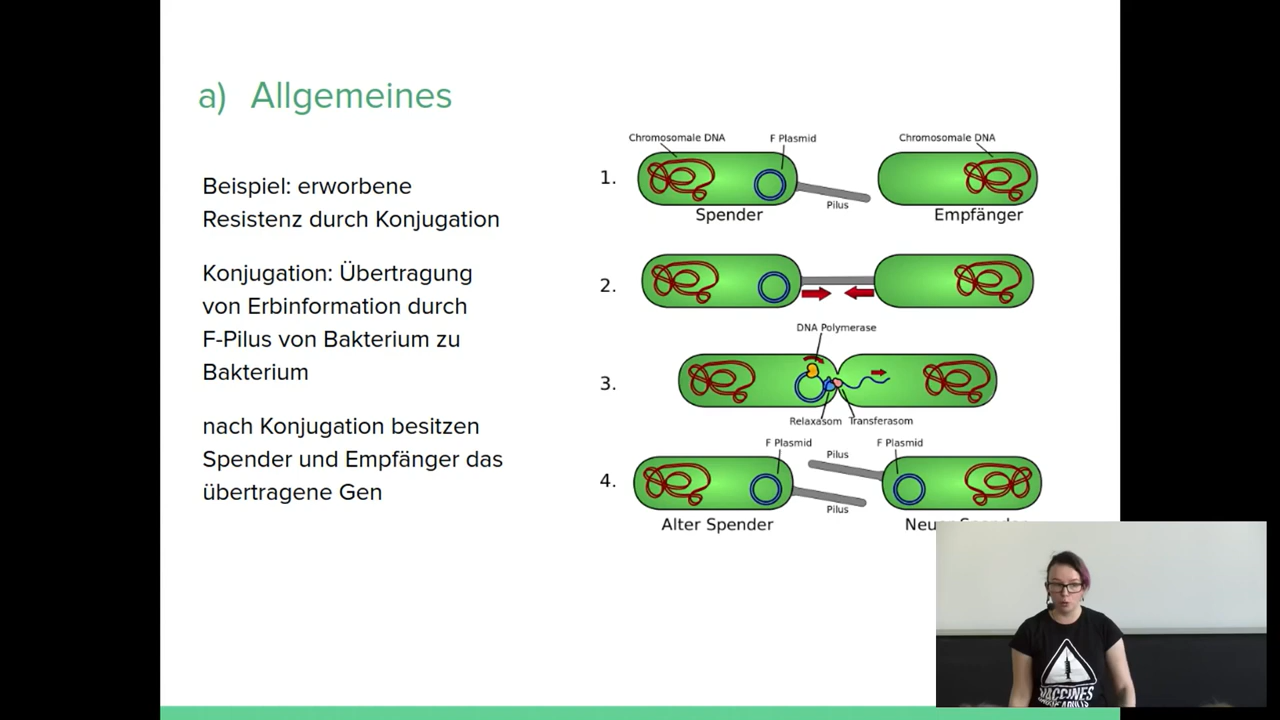 a) Allgemeines
Beispiel: erworbene
Resistenz durch Konjugation
Konjugation: Übertragung
von Erbinformation durch
F-Pilus von Bakterium zu
Bakterium
nach Konjugation besitzen
Spender und Empfänger das
übertragene Gen
Chromosomale DNA
F Plasmid
Chromosomale DNA
1.
Pilus
Spender
Empfänger
2.
DNA Polymerase
3.
Relaxasom
Transferasom
F Plasmid
Pilus
F Plasmid
4.
Pilus
Alter Spender
VACCINES